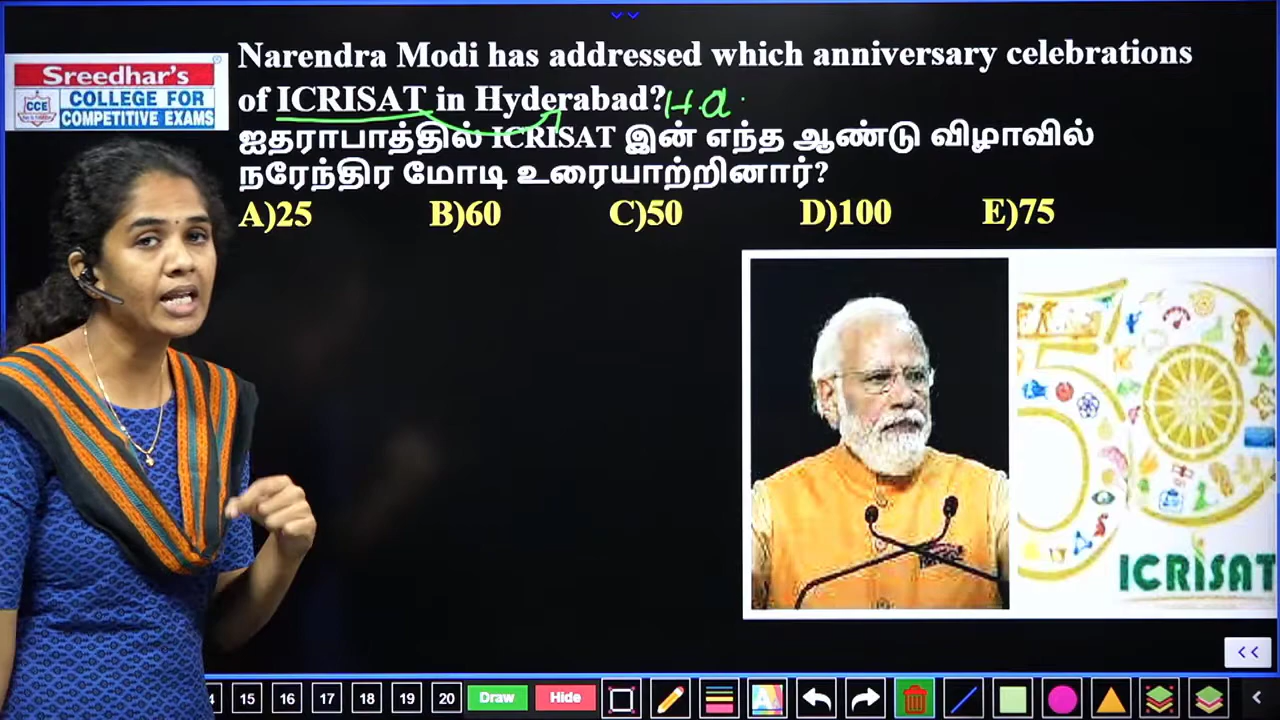 Narendra Modi has addressed which anniversary celebrations
of ICRISAT in Hyderabad? H.Q.
ஐதராபாத்தில் ICRISAT இன் எந்த ஆண்டு விழாவில்
நரேந்திர மோடி உரையாற்றினார்?
A)25 B)60 C)50 D)100 E)75
Sreedhar's
CCE
COLLEGE FOR
COMPETITIVE EXAMS
50
ICRISAT
<<
15 16 17 18 19 20 Draw Hide